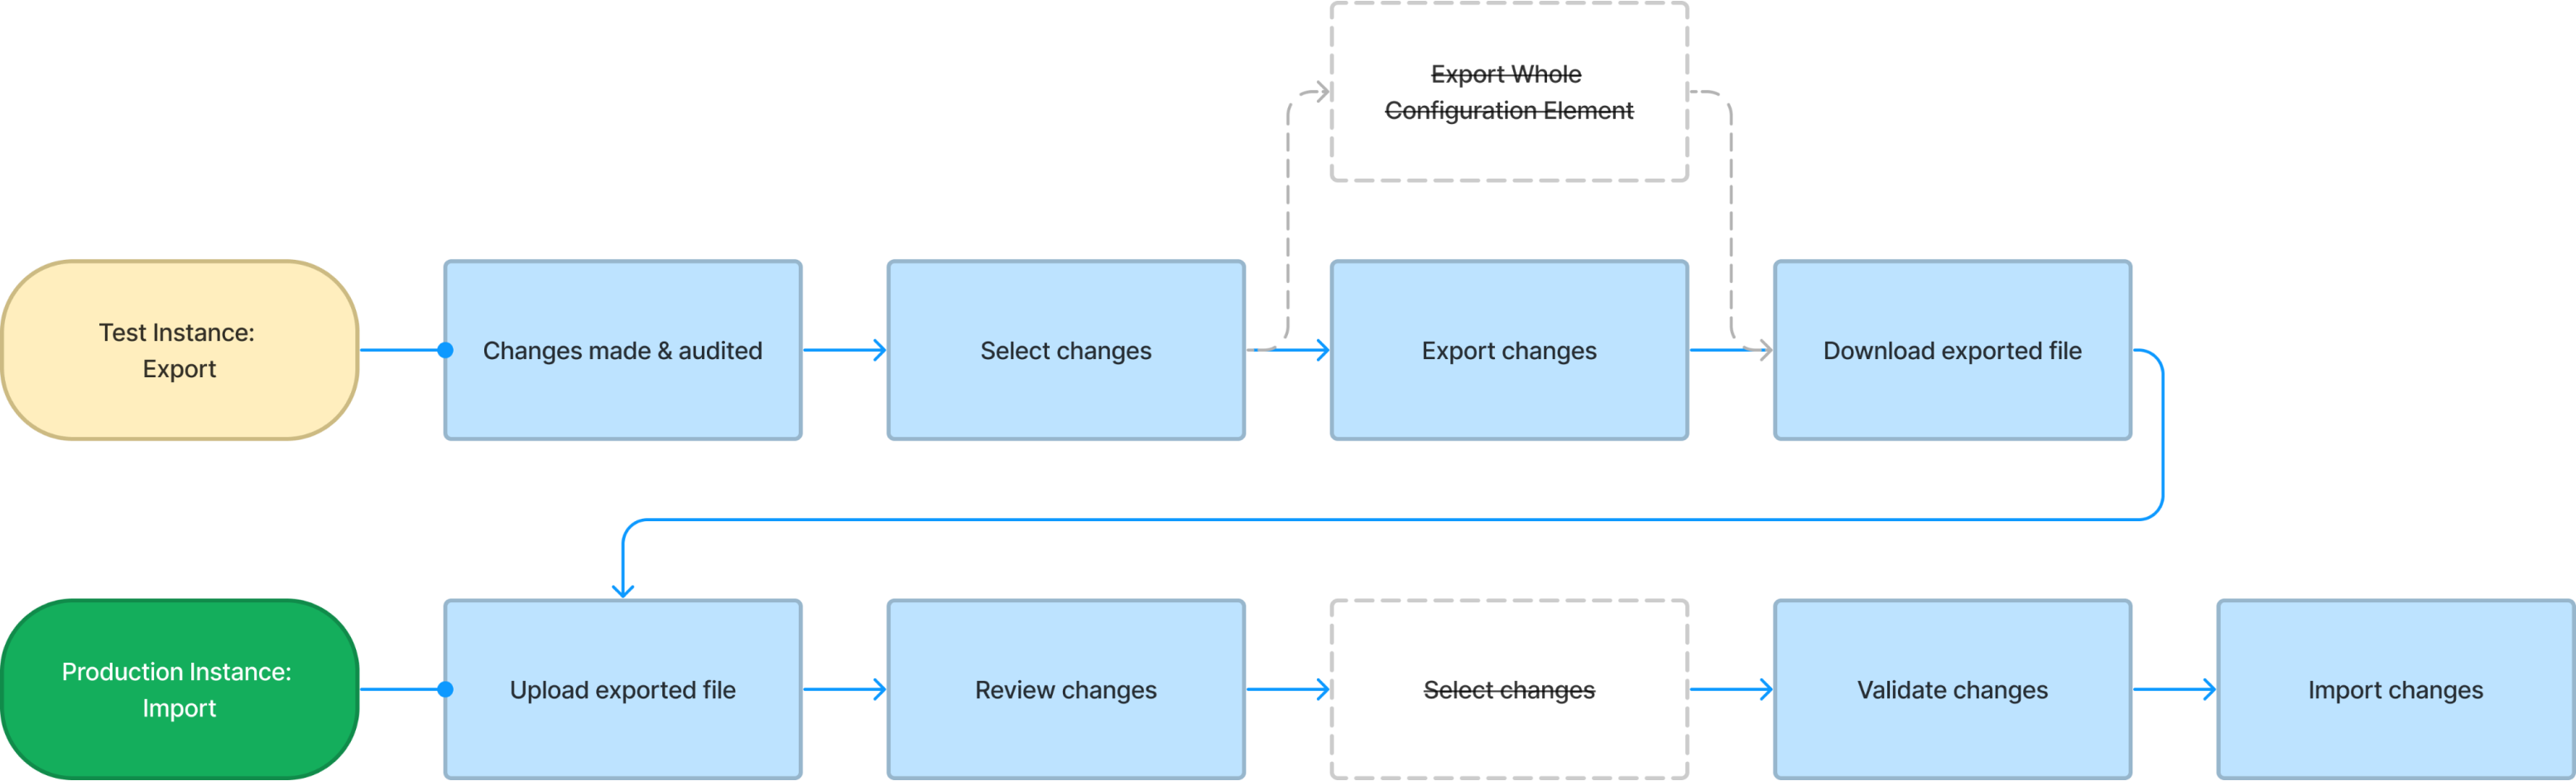 Export Whole
Configuration Element
Test Instance:
Export
Changes made & audited
Select changes
Export changes
Download exported file
Production Instance:
Import
Upload exported file
Review changes
Select changes
Validate changes
Import changes